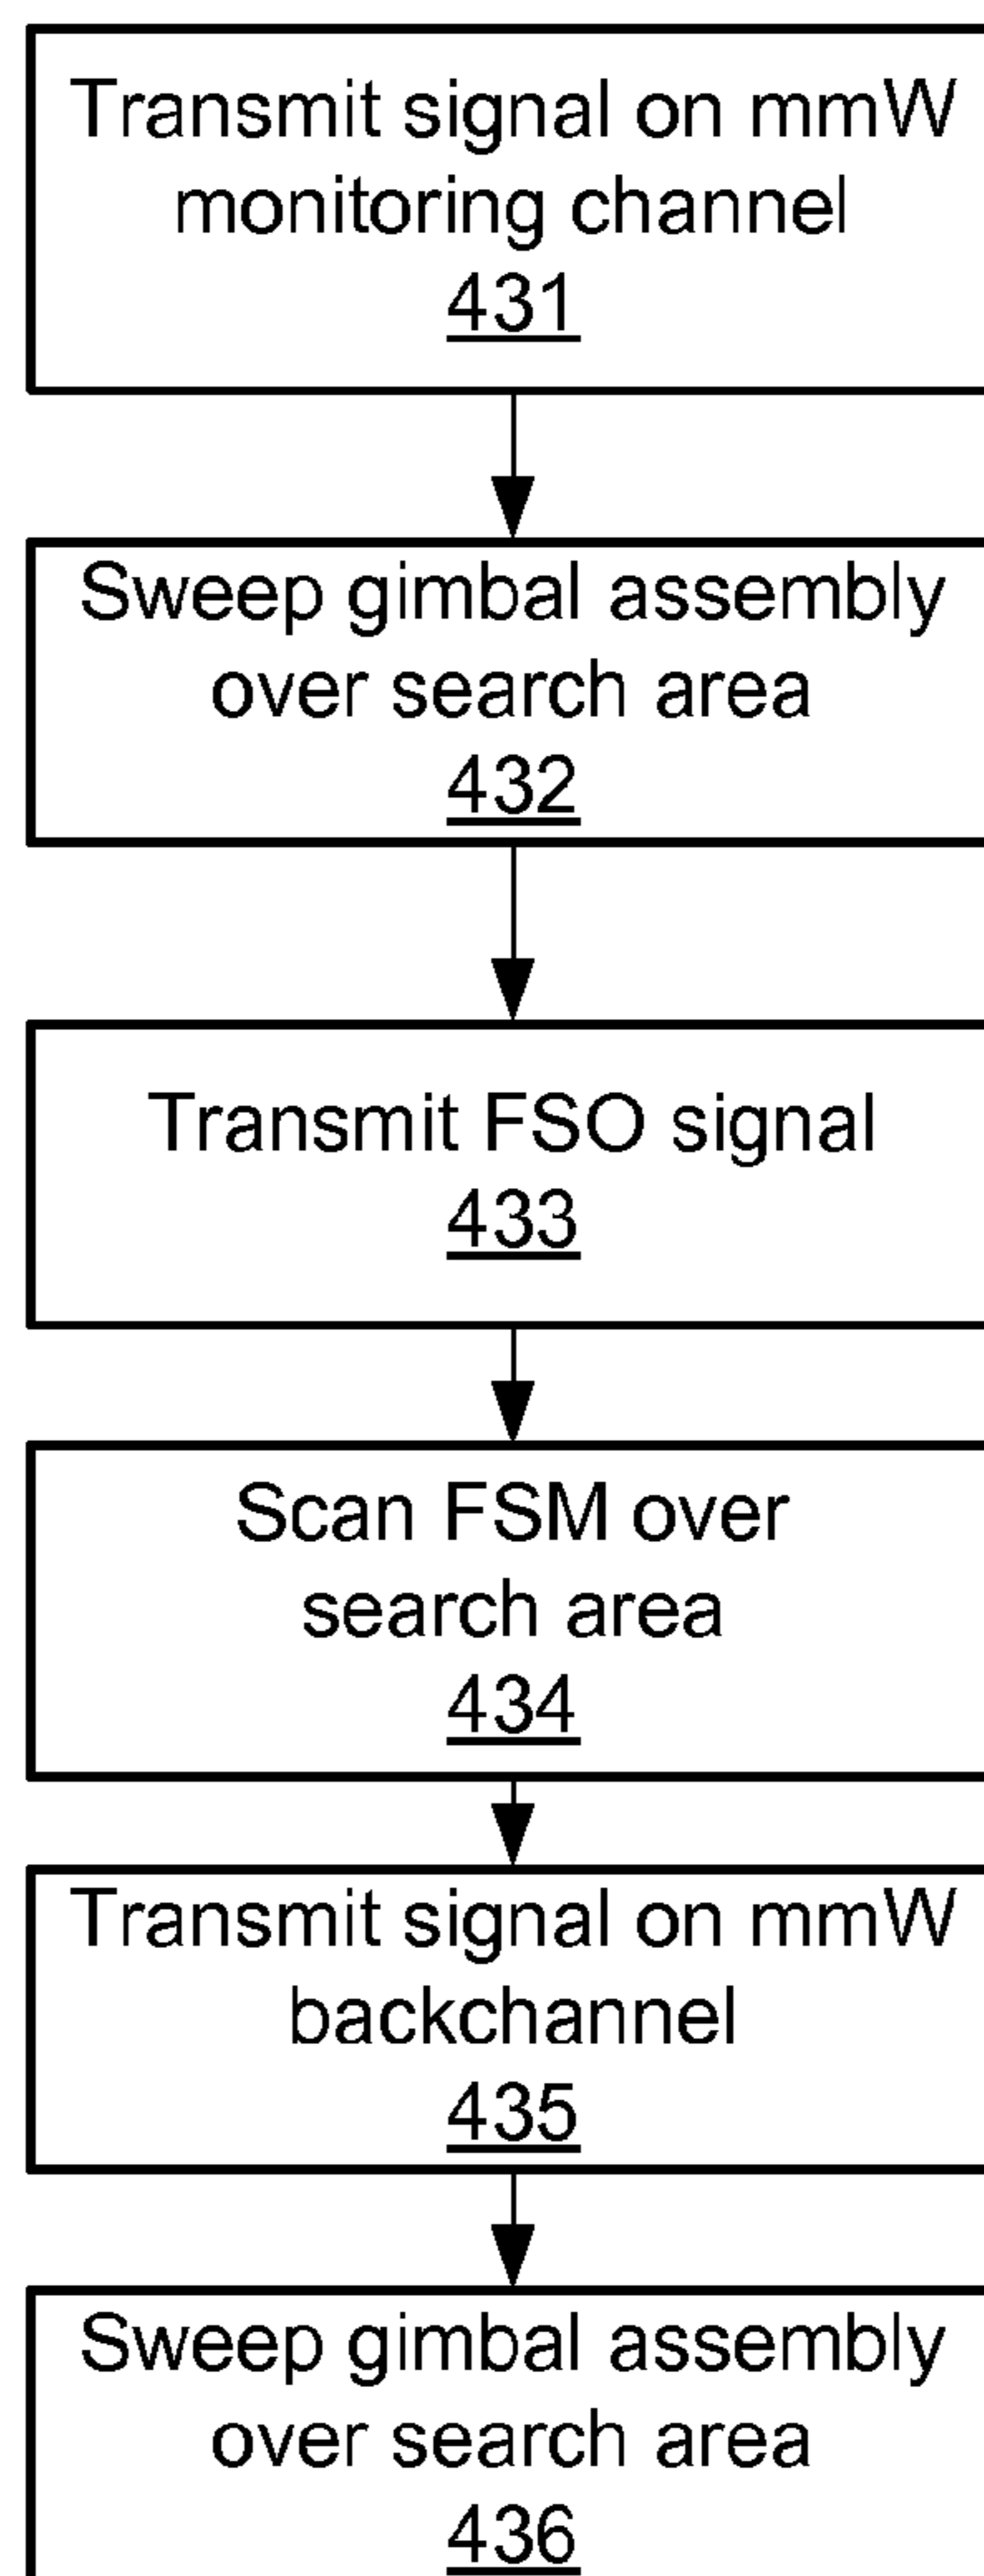 Transmit signal on mmW
monitoring channel
431
Sweep gimbal assembly
over search area
432
Transmit FSO signal
433
Scan FSM over
search area
434
Transmit signal on mmW
backchannel
435
Sweep gimbal assembly
over search area
436